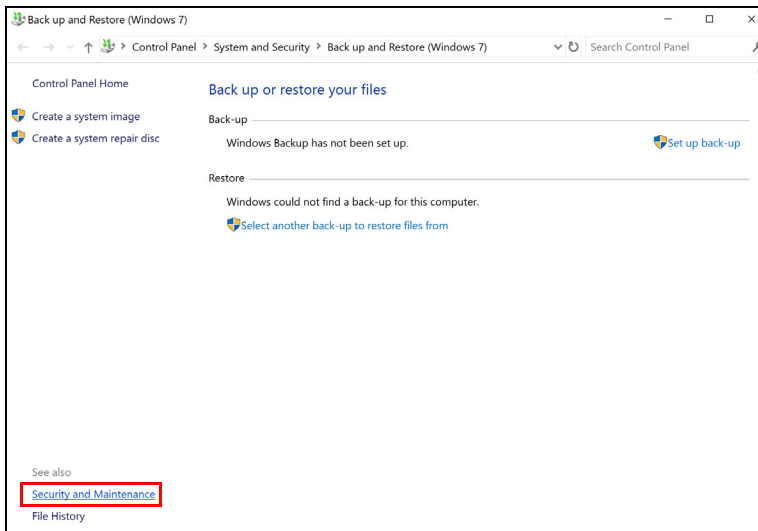 Back up and Restore (Windows 7)
Control Panel > System and Security > Back up and Restore (Windows 7)
Search Control Panel
Control Panel Home
Create a system image
Create a system repair disc
Back up or restore your files
Back-up
Windows Backup has not been set up.
Set up back-up
Restore
Windows could not find a back-up for this computer.
Select another back-up to restore files from
See also
Security and Maintenance
File History